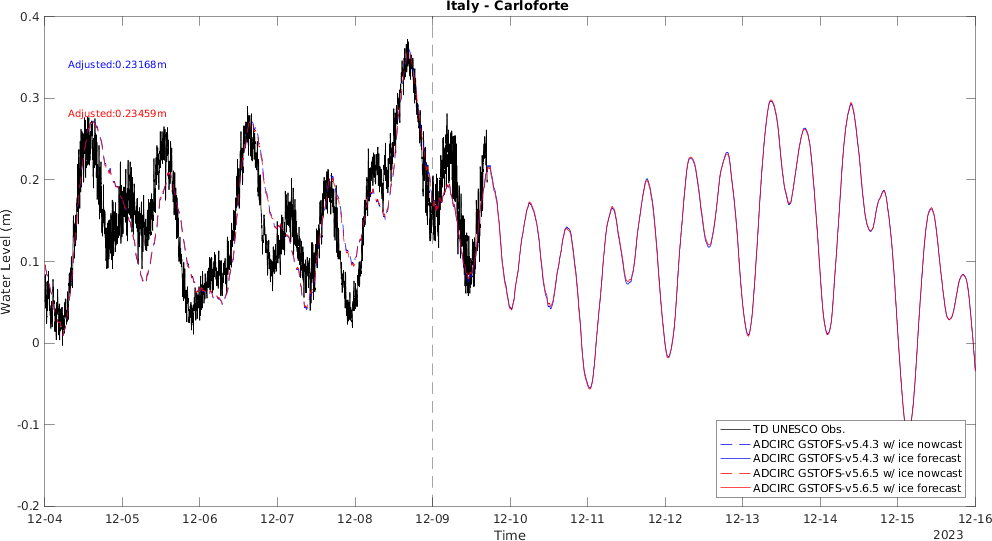 Italy - Carloforte
0.4
Adjusted:0.23168m
0.3
Adjusted:0.23459m
0.2
Water Level (m)
0.1
0
-0.1
TD UNESCO Obs.
ADCIRC GSTOFS-v5.4.3 w/ ice nowcast
ADCIRC GSTOFS-v5.4.3 w/ ice forecast
ADCIRC GSTOFS-v5.6.5 w/ ice nowcast
ADCIRC GSTOFS-v5.6.5 w/ ice forecast
-0.2
12-04 12-05 12-06 12-07 12-08 12-09 12-10 12-11 12-12 12-13 12-14 12-15 12-16
Time
2023